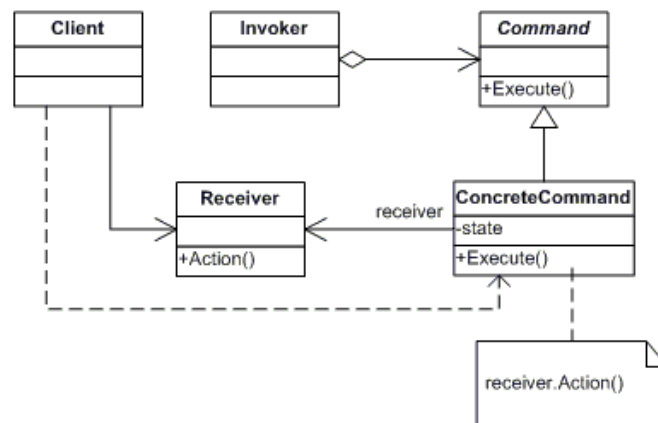 Client
Invoker
Command
+Execute()
Receiver
+Action()
receiver
ConcreteCommand
-state
+Execute()
receiver.Action()